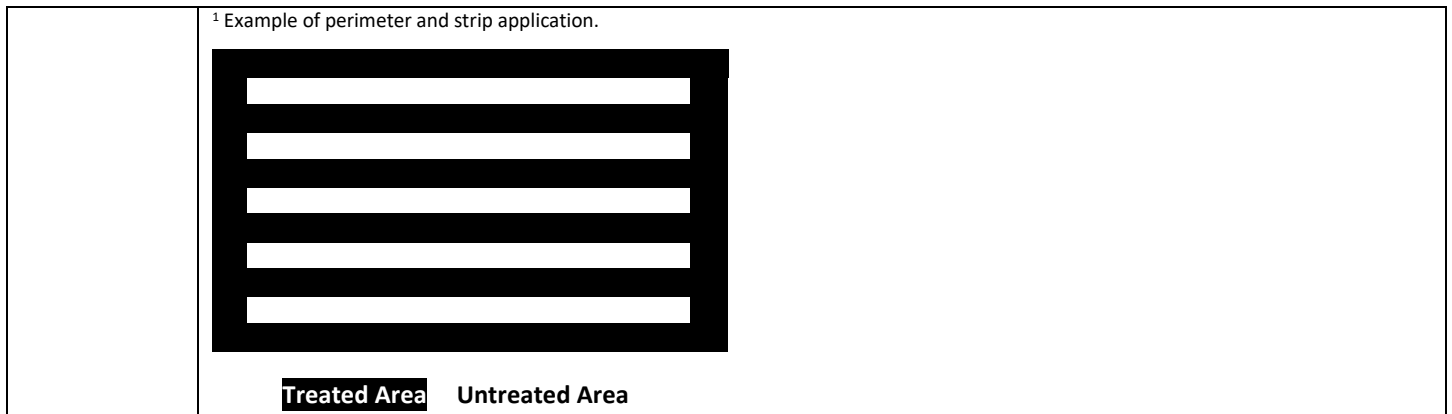 ¹ Example of perimeter and strip application.
Treated Area Untreated Area